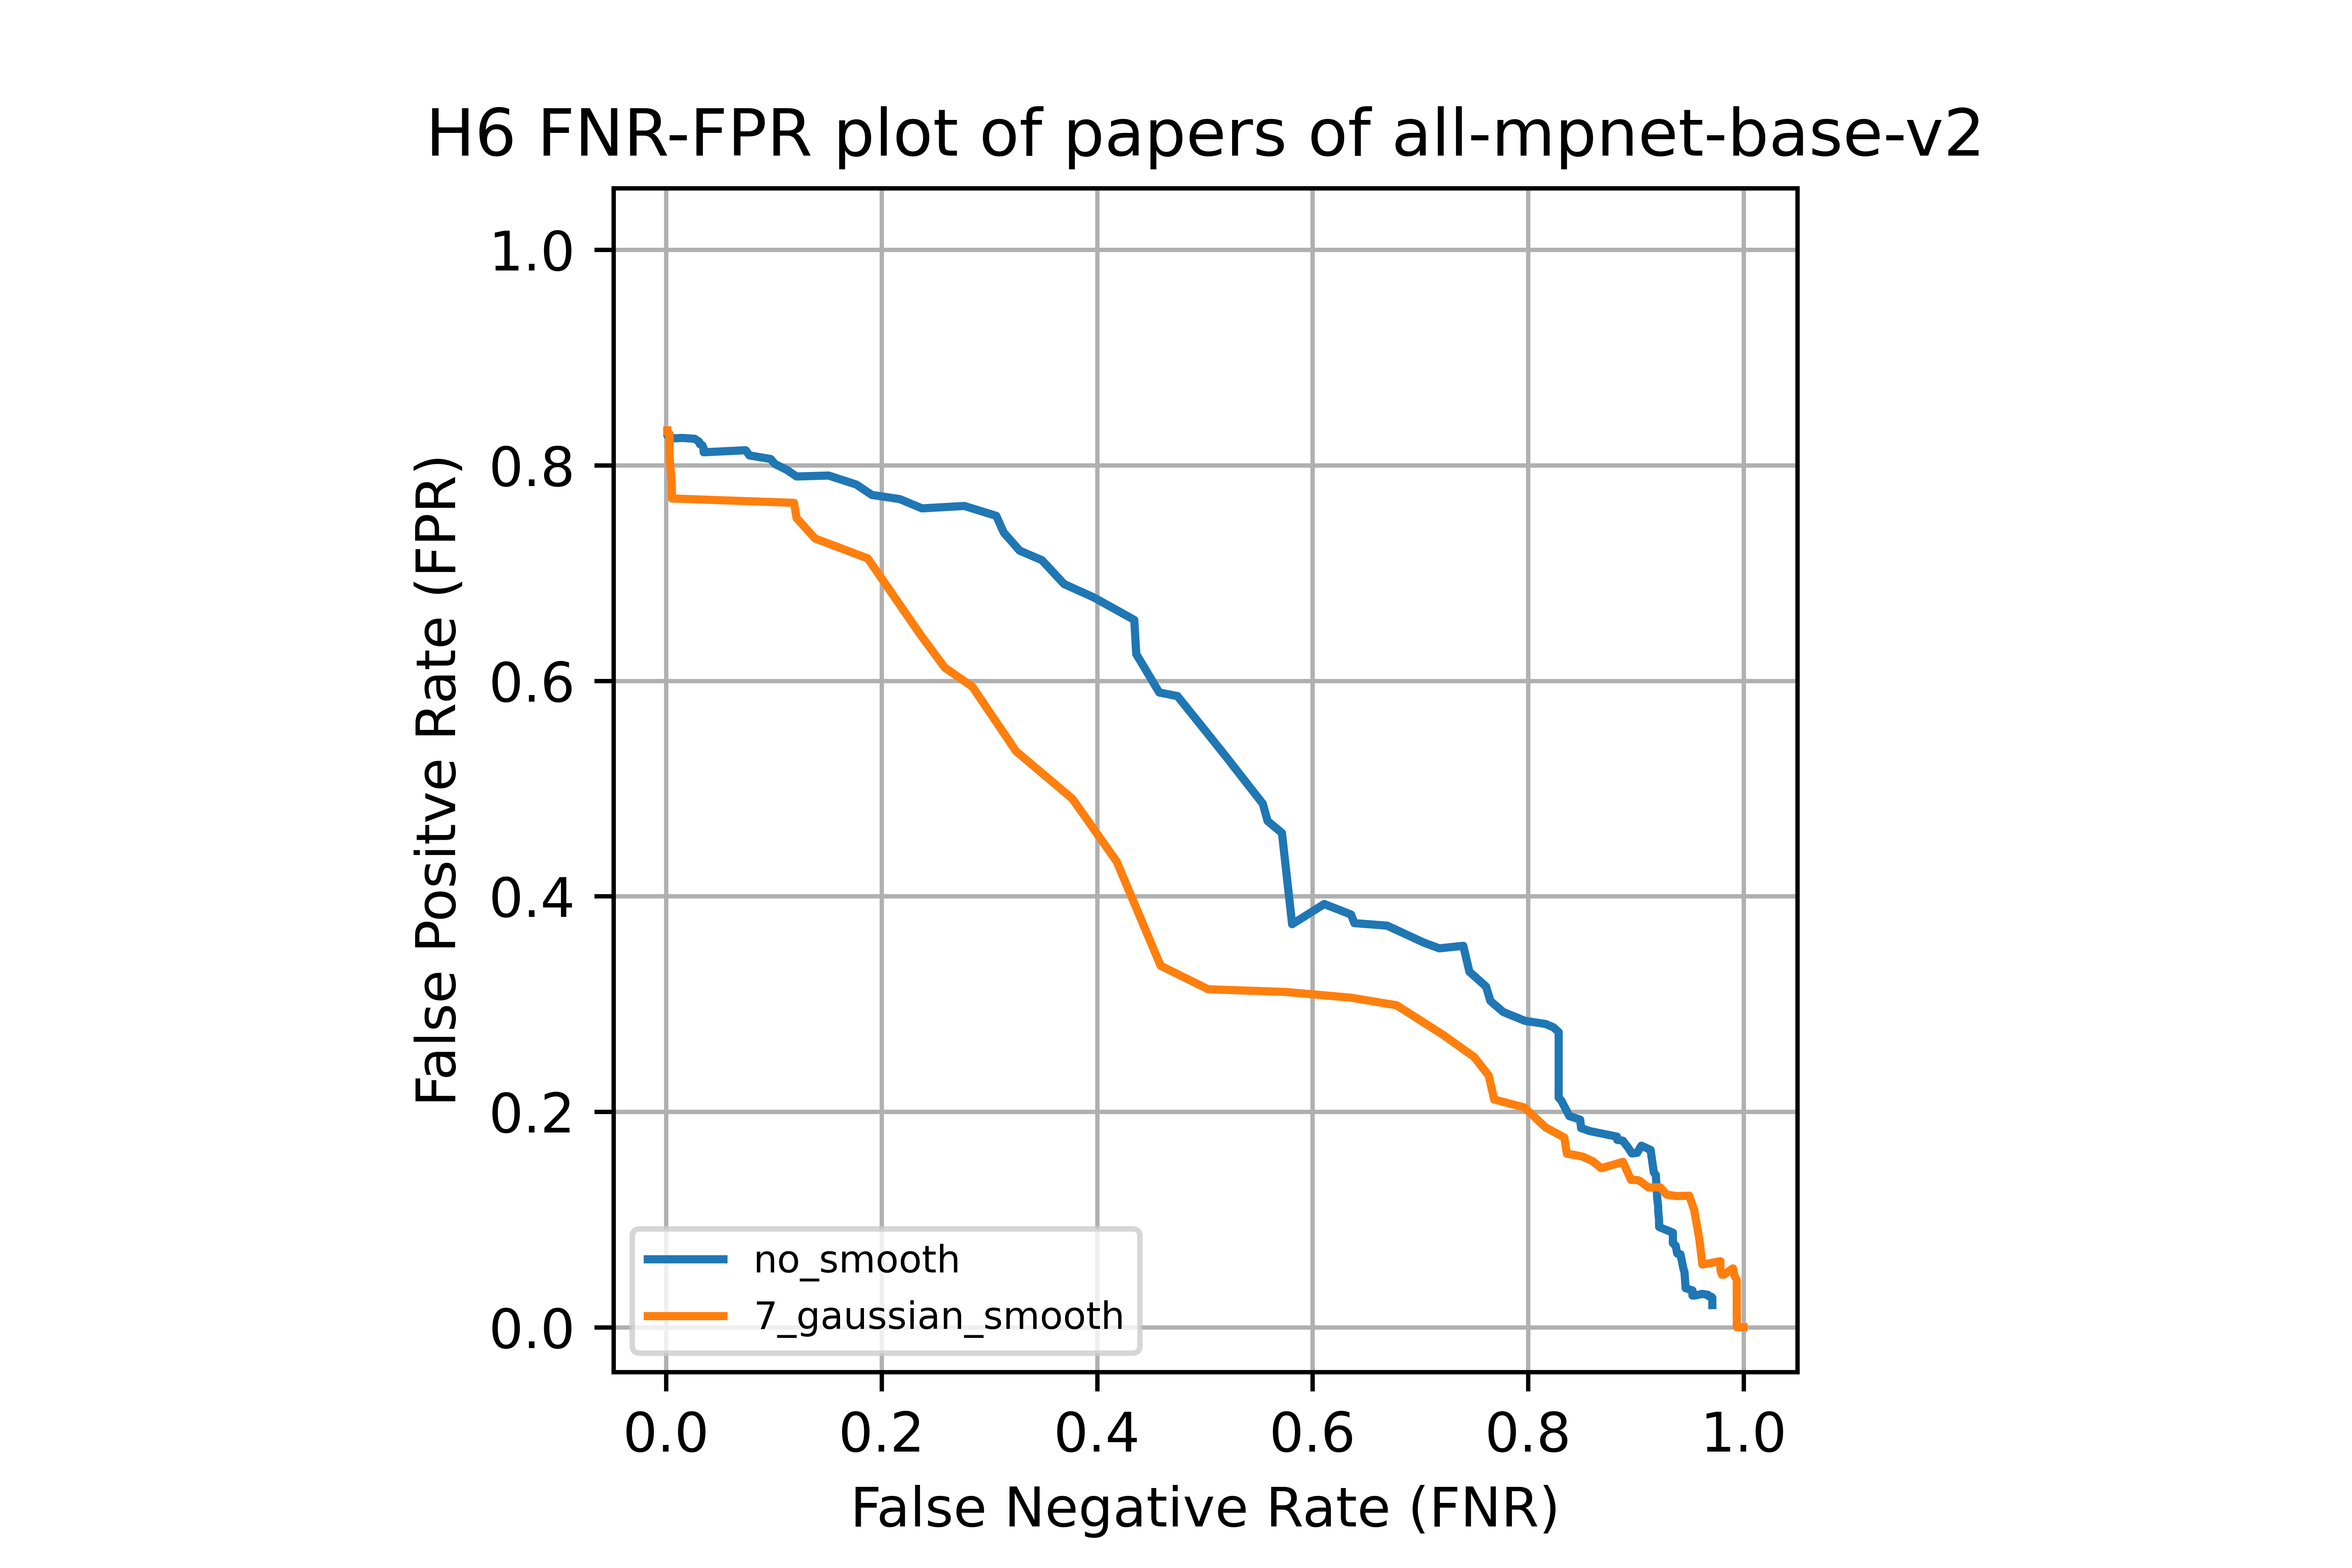 H6 FNR-FPR plot of papers of all-mpnet-base-v2
False Positve Rate (FPR)
1.0
0.8
0.6
0.4
0.2
0.0
no_smooth
7_gaussian_smooth
0.0 0.2 0.4 0.6 0.8 1.0
False Negative Rate (FNR)